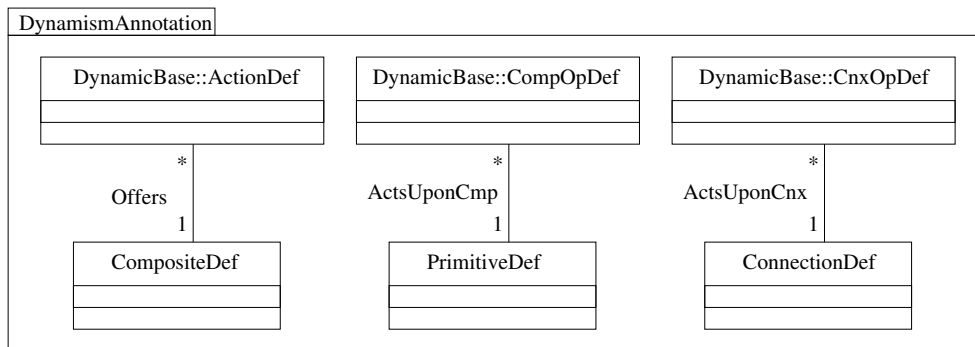 DynamismAnnotation
DynamicBase::ActionDef
DynamicBase::CompOpDef
DynamicBase::CnxOpDef
*
*
*
Offers
ActsUponCmp
ActsUponCnx
1
1
1
CompositeDef
PrimitiveDef
ConnectionDef